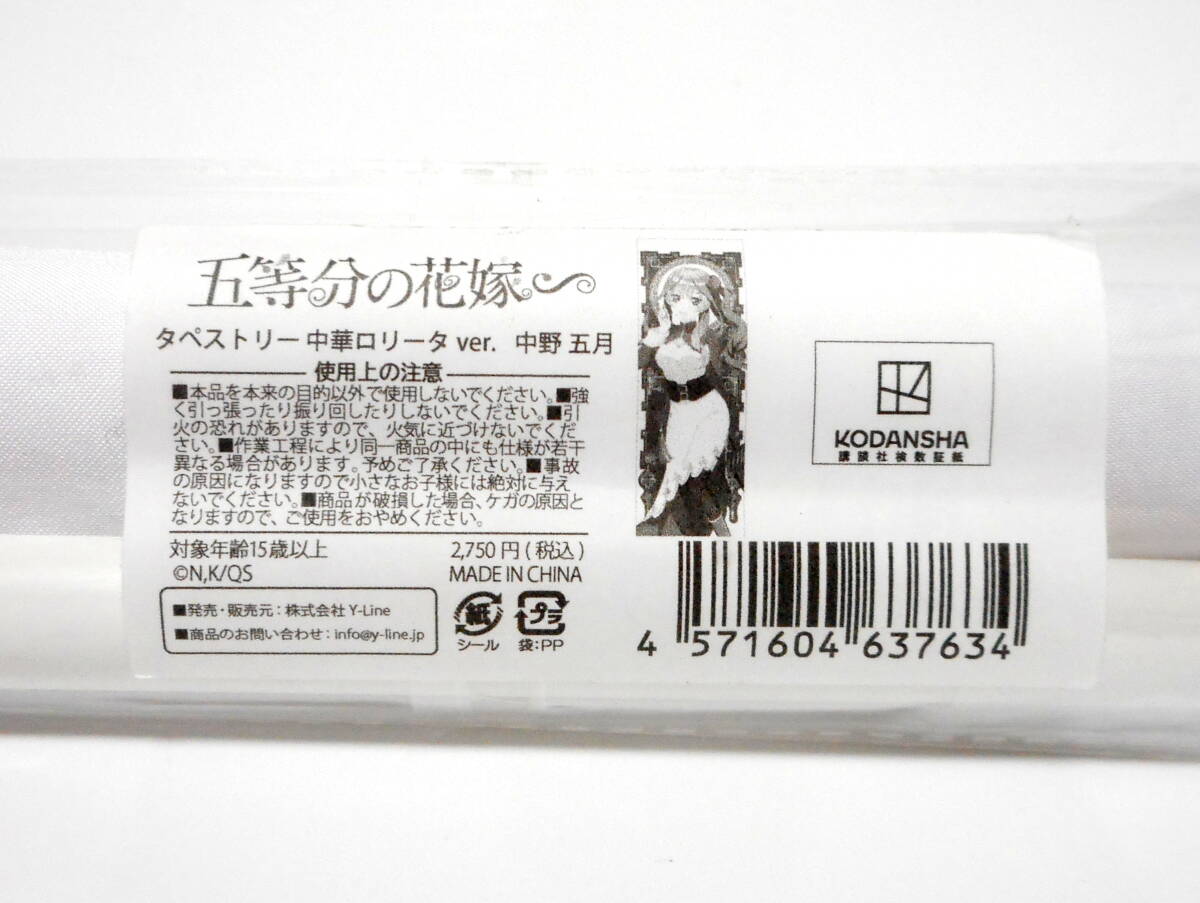 五等分の花嫁～
タペストリー 中華ロリータ ver. 中野 五月
使用上の注意
■本品を本来の目的以外で使用しないでください。■強
く引っ張ったり振り回したりしないでください。■引
火の恐れがありますので、火気に近づけないでくだ
さい。■作業工程により同一商品の中にも仕様が若干
異なる場合があります。予めご了承ください。■事故
の原因になりますので小さなお子様には絶対に与え
ないでください。■商品が破損した場合、ケガの原因と
なりますので、ご使用をおやめください。
対象年齢15歳以上 2,750円(税込)
©N,K/QS MADE IN CHINA
■発売・販売元：株式会社 Y-Line
■商品のお問い合わせ：info@y-line.jp
紙
シール
プラ
袋:PP
KODANSHA
講談社検数証紙
4 571604 637634